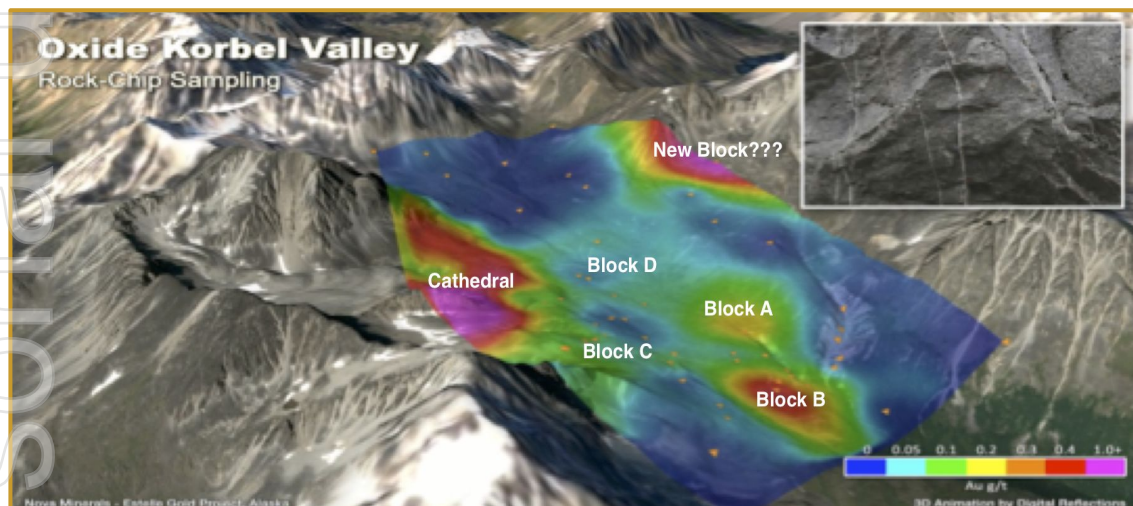 Oxide Korbel Valley
Rock-Chip Sampling
New Block???
Block D
Cathedral
Block A
Block C
Block B
0 0.05 0.1 0.2 0.3 0.4 1.0+
Au g/t
Nova Minerals - Estelle Gold Project, Alaska
3D Animation by Digital Reflections